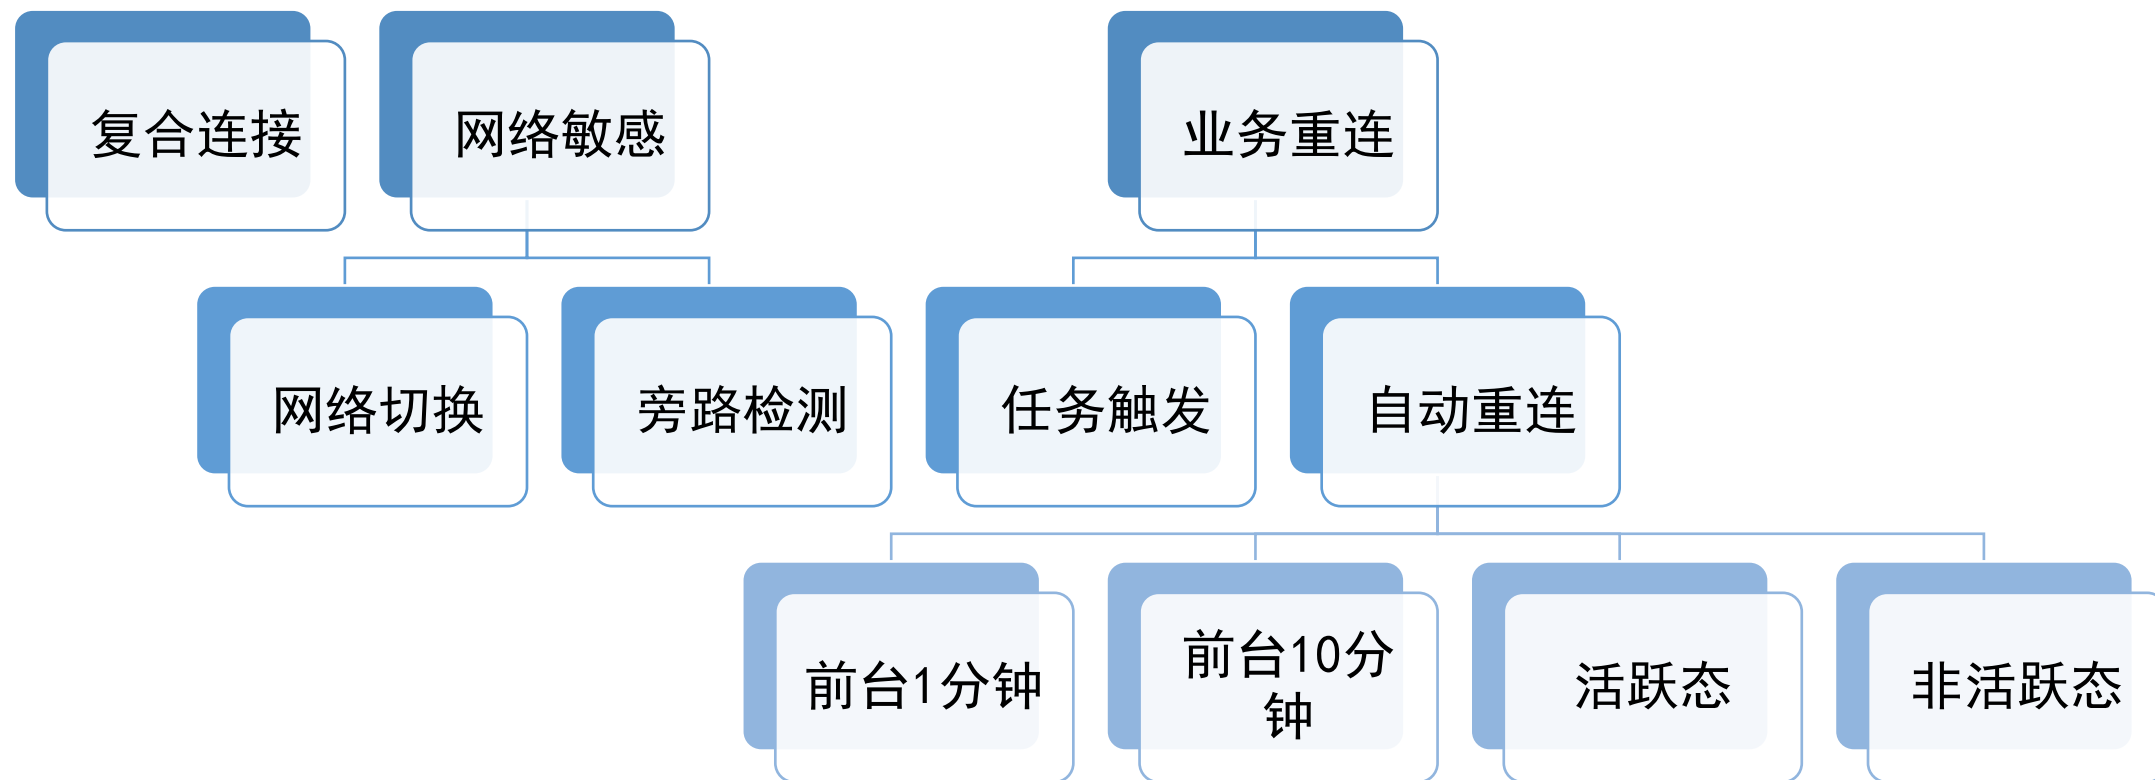 复合连接
网络敏感
业务重连
网络切换
旁路检测
任务触发
自动重连
前台1分钟
前台10分
钟
活跃态
非活跃态